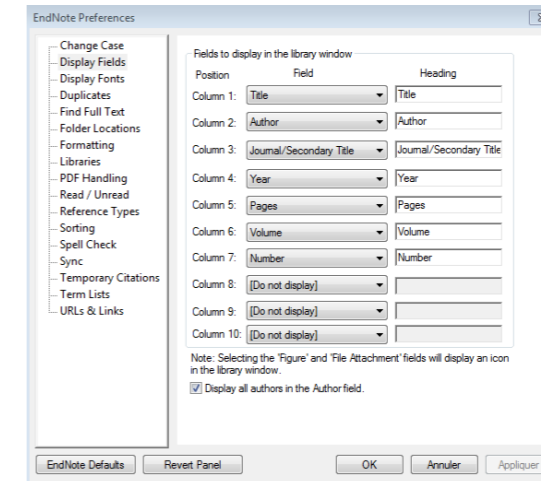 EndNote Preferences
Change Case
Display Fields
Display Fonts
Duplicates
Find Full Text
Folder Locations
Formatting
Libraries
PDF Handling
Read / Unread
Reference Types
Sorting
Spell Check
Sync
Temporary Citations
Term Lists
URLs & Links
Fields to display in the library window
Position Field Heading
Column 1: Title Title
Column 2: Author Author
Column 3: Journal/Secondary Title Journal/Secondary Title
Column 4: Year Year
Column 5: Pages Pages
Column 6: Volume Volume
Column 7: Number Number
Column 8: [Do not display]
Column 9: [Do not display]
Column 10: [Do not display]
Note: Selecting the 'Figure' and 'File Attachment' fields will display an icon
in the library window.
Display all authors in the Author field.
EndNote Defaults Revert Panel OK Annuler Appliquer